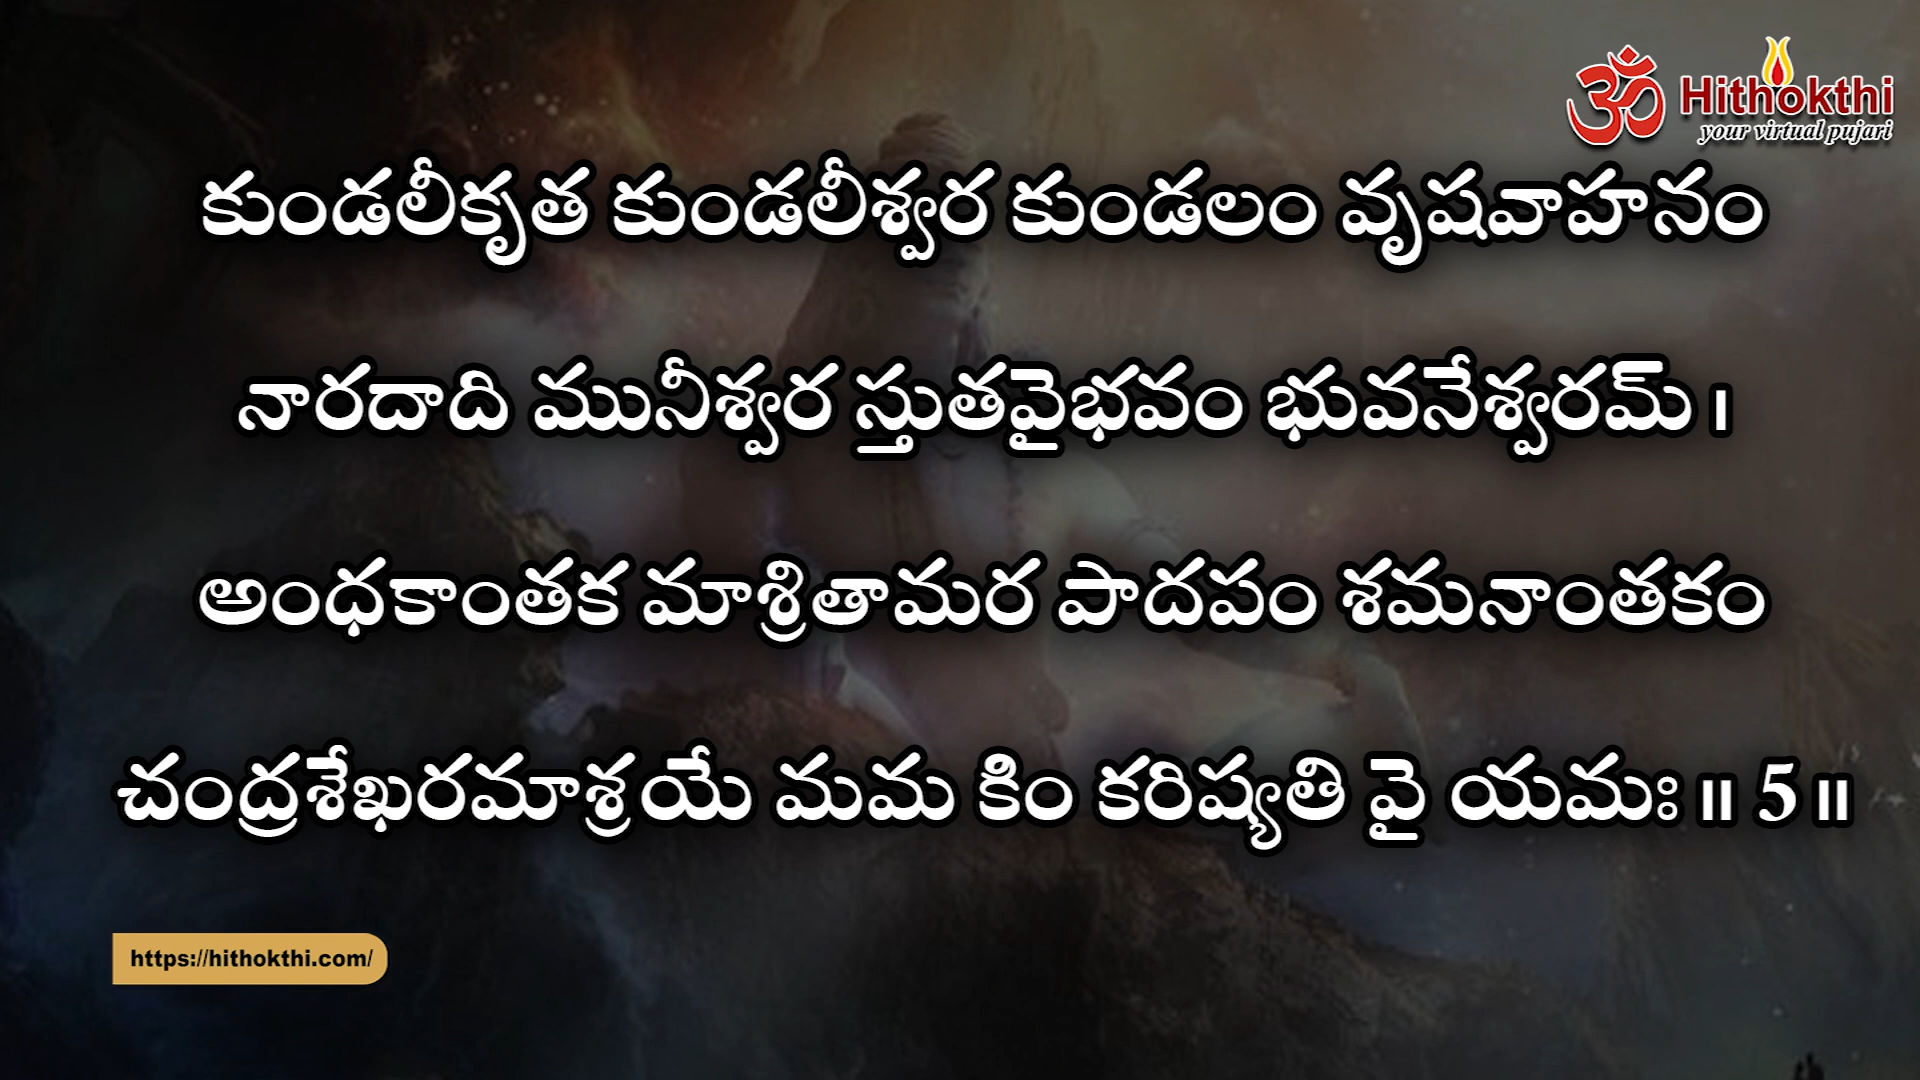 ॐ Hithokthi
your virtual pujari
కుండలీకృత కుండలీశ్వర కుండలం వృషవాహనం
నారదాది మునీశ్వర స్తుతవైభవం భువనేశ్వరమ్ ।
అంధకాంతక మాశ్రితామర పాదపం శమనాంతకం
చంద్రశేఖరమాశ్రయే మమ కిం కరిష్యతి వై యమః ॥ 5 ॥
https://hithokthi.com/